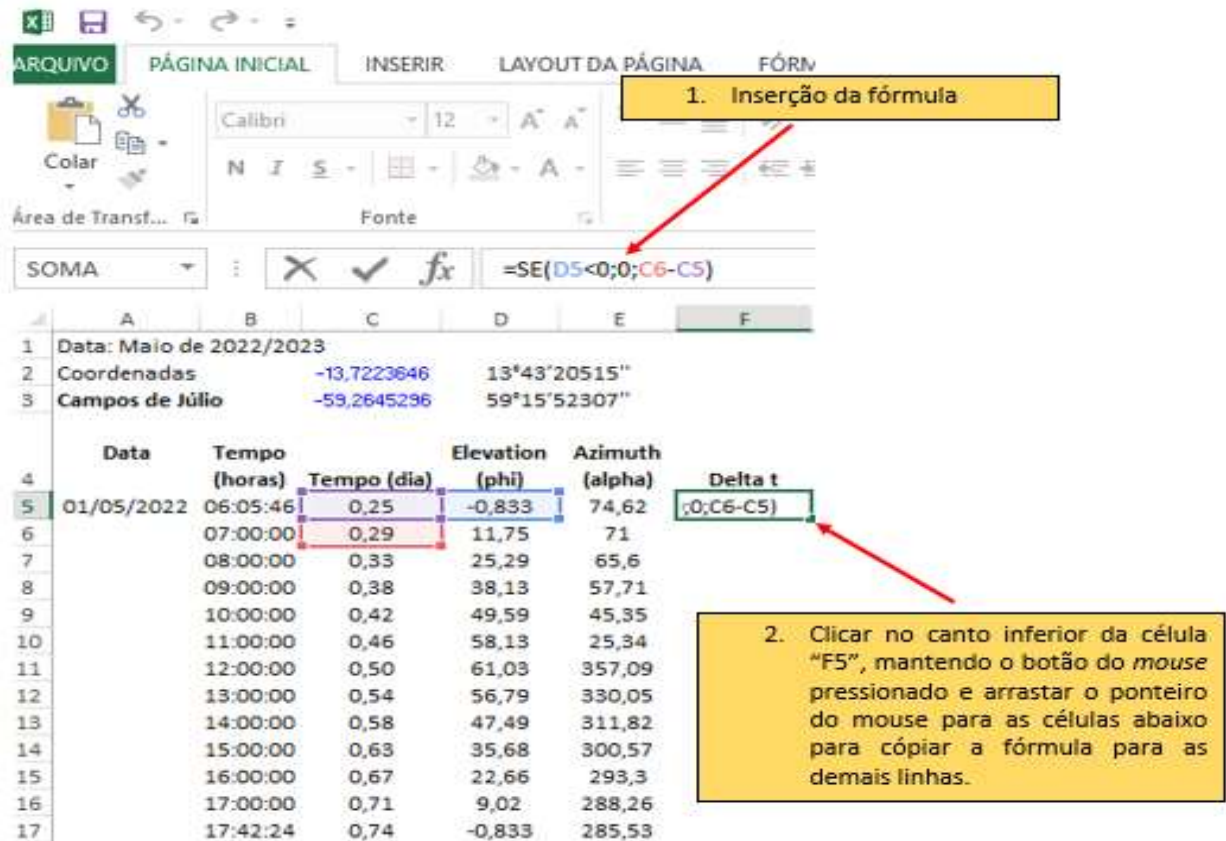 ARQUIVO PÁGINA INICIAL INSERIR LAYOUT DA PÁGINA FÓRM
1. Inserção da fórmula
Calibri 12 A A
Colar
N I S A
Área de Transf... Fonte
SOMA fx =SE(D5<0;0;C6-C5)
A B C D E F
1 Data: Maio de 2022/2023
2 Coordenadas -13,7223646 13°43'20515"
3 Campos de Júlio -59,2645296 59°15'52307"
Data Tempo Elevation Azimuth
4 (horas) Tempo (dia) (phi) (alpha) Delta t
5 01/05/2022 06:05:46 0,25 -0,833 74,62 ;0;C6-C5)
6 07:00:00 0,29 11,75 71
7 08:00:00 0,33 25,29 65,6
8 09:00:00 0,38 38,13 57,71
9 10:00:00 0,42 49,59 45,35
10 11:00:00 0,46 58,13 25,34
11 12:00:00 0,50 61,03 357,09
12 13:00:00 0,54 56,79 330,05
13 14:00:00 0,58 47,49 311,82
14 15:00:00 0,63 35,68 300,57
15 16:00:00 0,67 22,66 293,3
16 17:00:00 0,71 9,02 288,26
17 17:42:24 0,74 -0,833 285,53
2. Clicar no canto inferior da célula
"F5", mantendo o botão do mouse
pressionado e arrastar o ponteiro
do mouse para as células abaixo
para cópiar a fórmula para as
demais linhas.